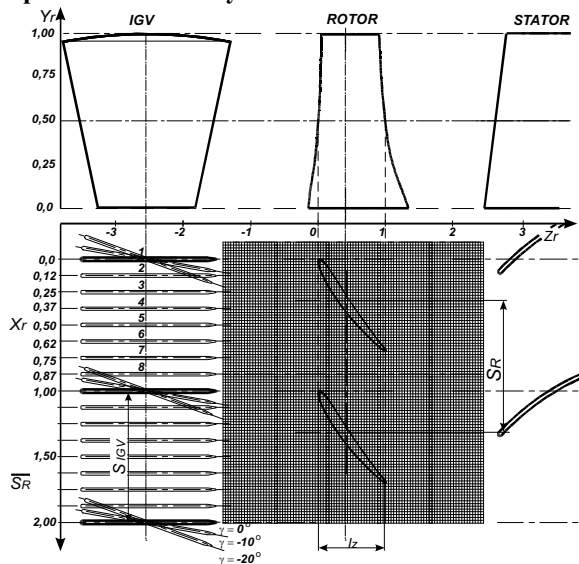 Yr IGV ROTOR STATOR
1,00
0,75
0,50
0,25
0,0
-3 -2 -1 0 1 2 3 Zr
0,0 1
0,12 2
0,25 3
0,37 4
Xr 0,50 5
0,62 6
0,75 7
0,87 8
1,00
SR
SIGV
1,50
SR
2,00
γ = 0°
γ = -10°
γ = -20°
lz